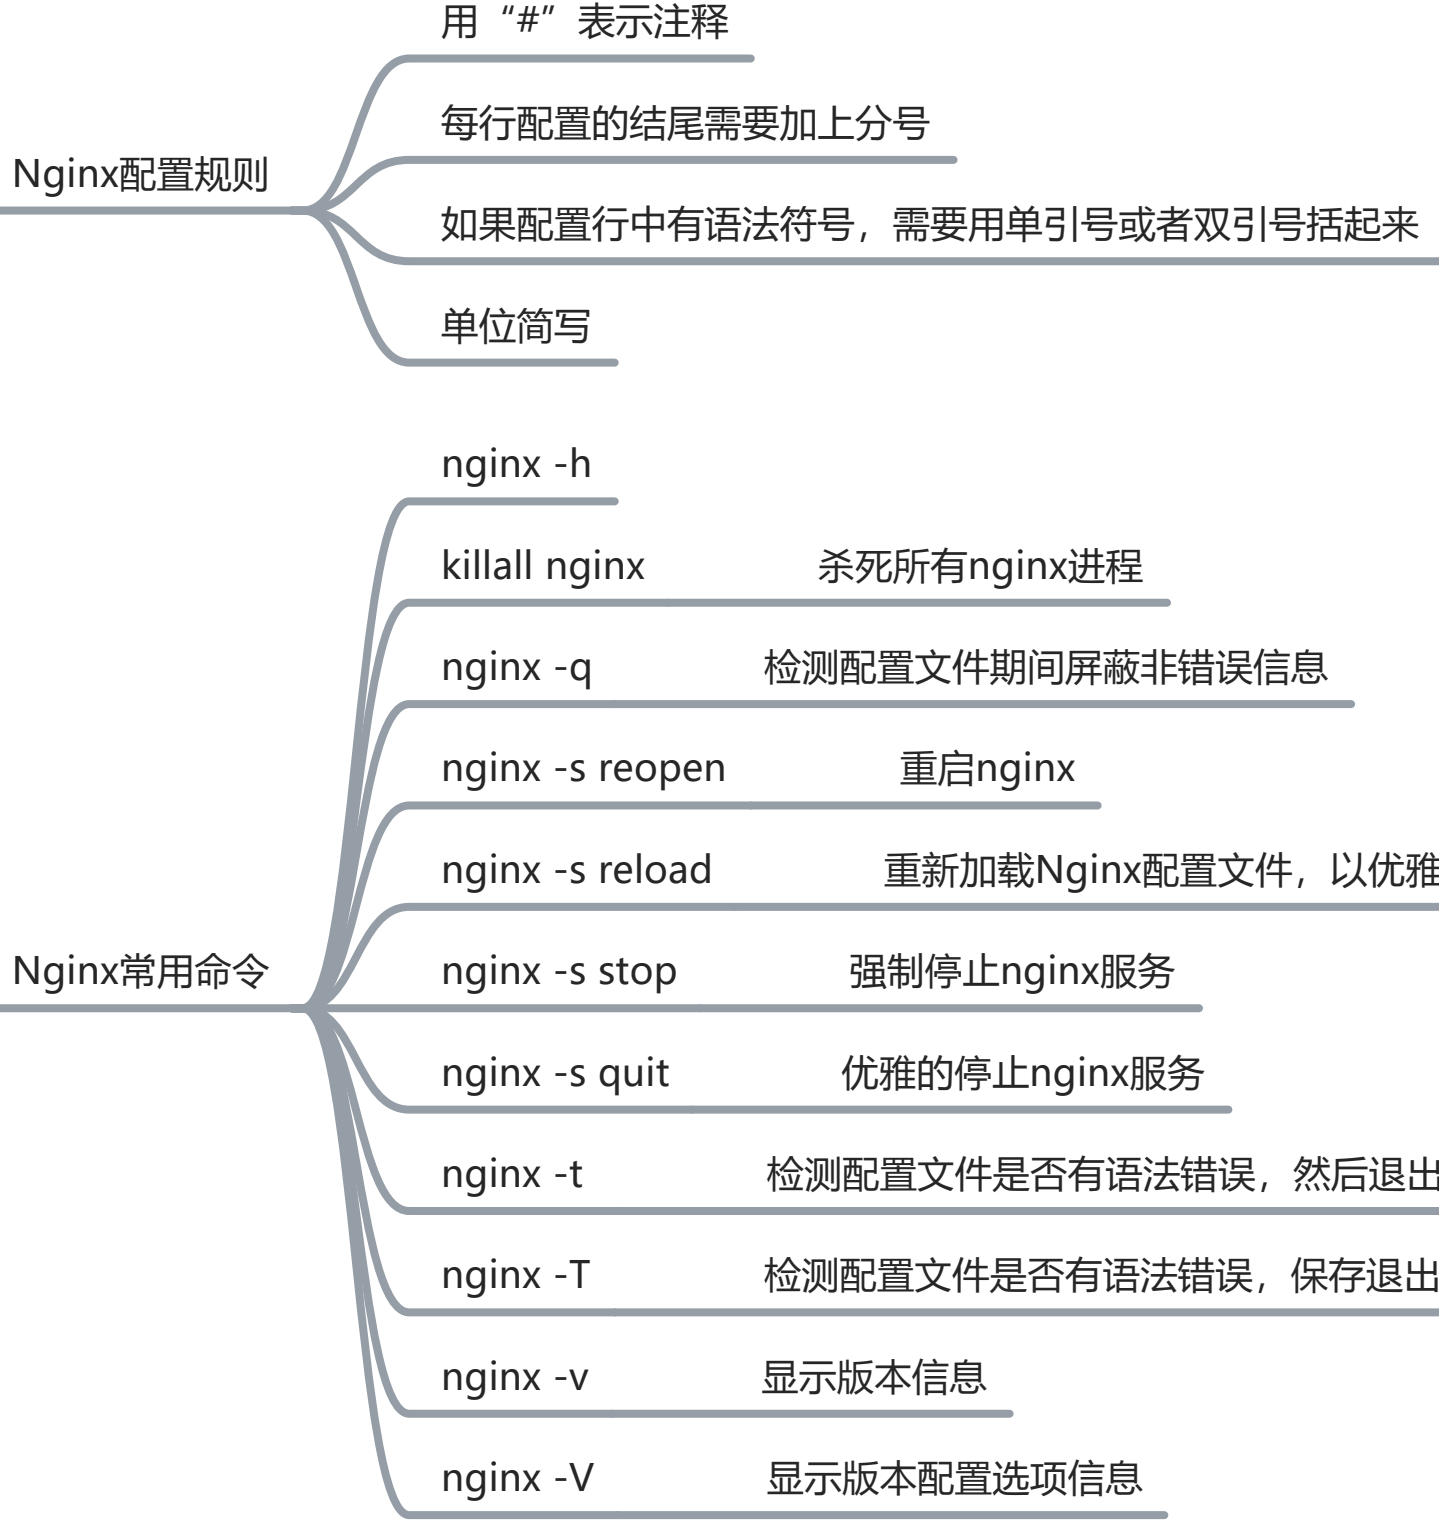 Nginx配置规则
用“#”表示注释
每行配置的结尾需要加上分号
如果配置行中有语法符号，需要用单引号或者双引号括起来
单位简写
Nginx常用命令
nginx -h
killall nginx 杀死所有nginx进程
nginx -q 检测配置文件期间屏蔽非错误信息
nginx -s reopen 重启nginx
nginx -s reload 重新加载Nginx配置文件，以优雅
nginx -s stop 强制停止nginx服务
nginx -s quit 优雅的停止nginx服务
nginx -t 检测配置文件是否有语法错误，然后退出
nginx -T 检测配置文件是否有语法错误，保存退出
nginx -v 显示版本信息
nginx -V 显示版本配置选项信息